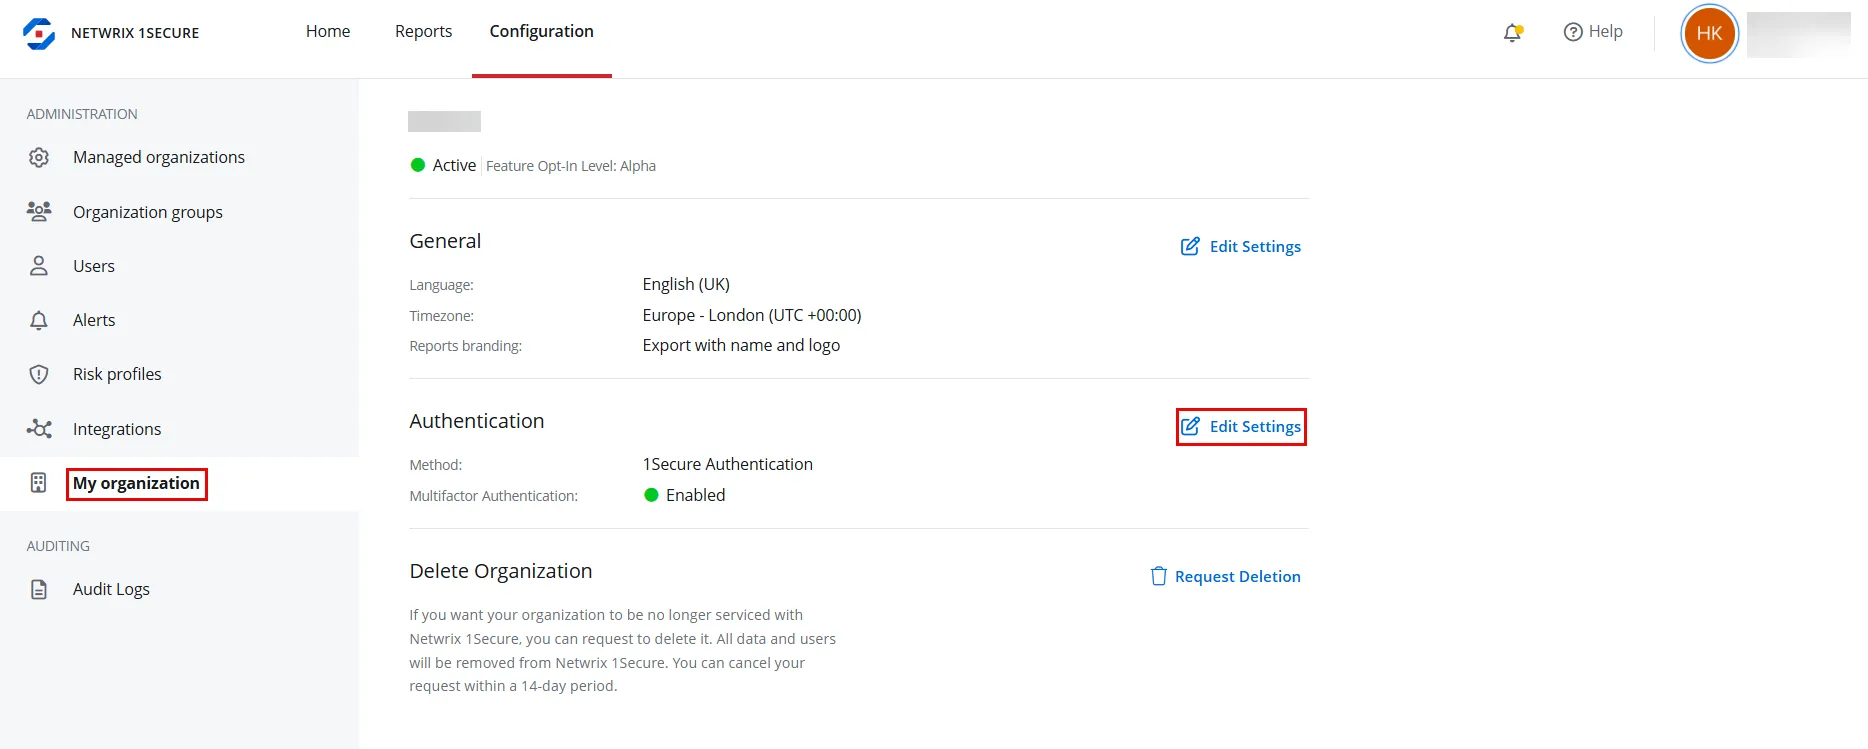 NETWRIX 1SECURE
Home Reports Configuration
Help
HK
ADMINISTRATION
Managed organizations
Organization groups
Users
Alerts
Risk profiles
Integrations
My organization
AUDITING
Audit Logs
Active Feature Opt-In Level: Alpha
General Edit Settings
Language: English (UK)
Timezone: Europe - London (UTC +00:00)
Reports branding: Export with name and logo
Authentication Edit Settings
Method: 1Secure Authentication
Multifactor Authentication: Enabled
Delete Organization Request Deletion
If you want your organization to be no longer serviced with
Netwrix 1Secure, you can request to delete it. All data and users
will be removed from Netwrix 1Secure. You can cancel your
request within a 14-day period.